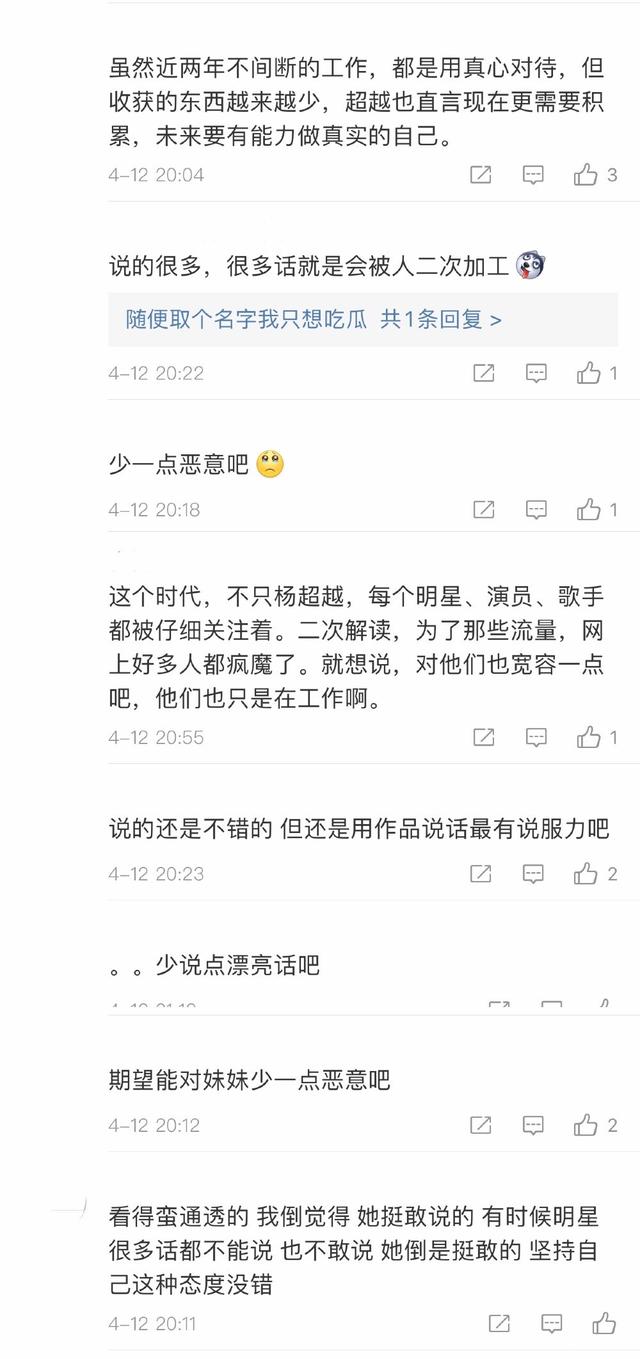 虽然近两年不间断的工作，都是用真心对待，但
收获的东西越来越少，超越也直言现在更需要积
累，未来要有能力做真实的自己。
4-12 20:04 3
说的很多，很多话就是会被人二次加工
随便取个名字我只想吃瓜 共1条回复 >
4-12 20:22 1
少一点恶意吧
4-12 20:18 1
这个时代，不只杨超越，每个明星、演员、歌手
都被仔细关注着。二次解读，为了那些流量，网
上好多人都疯魔了。就想说，对他们也宽容一点
吧，他们也只是在工作啊。
4-12 20:55 1
说的还是不错的 但还是用作品说话最有说服力吧
4-12 20:23 2
。。少说点漂亮话吧
期望能对妹妹少一点恶意吧
4-12 20:12 2
看得蛮通透的 我倒觉得 她挺敢说的 有时候明星
很多话都不能说 也不敢说 她倒是挺敢的 坚持自
己这种态度没错
4-12 20:11